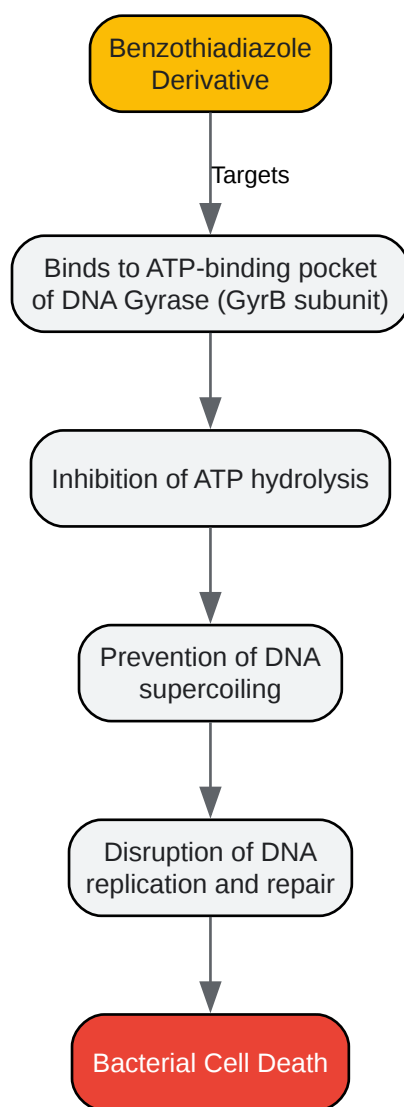 Benzothiadiazole
Derivative
Targets
Binds to ATP-binding pocket
of DNA Gyrase (GyrB subunit)
Inhibition of ATP hydrolysis
Prevention of DNA
supercoiling
Disruption of DNA
replication and repair
Bacterial Cell Death